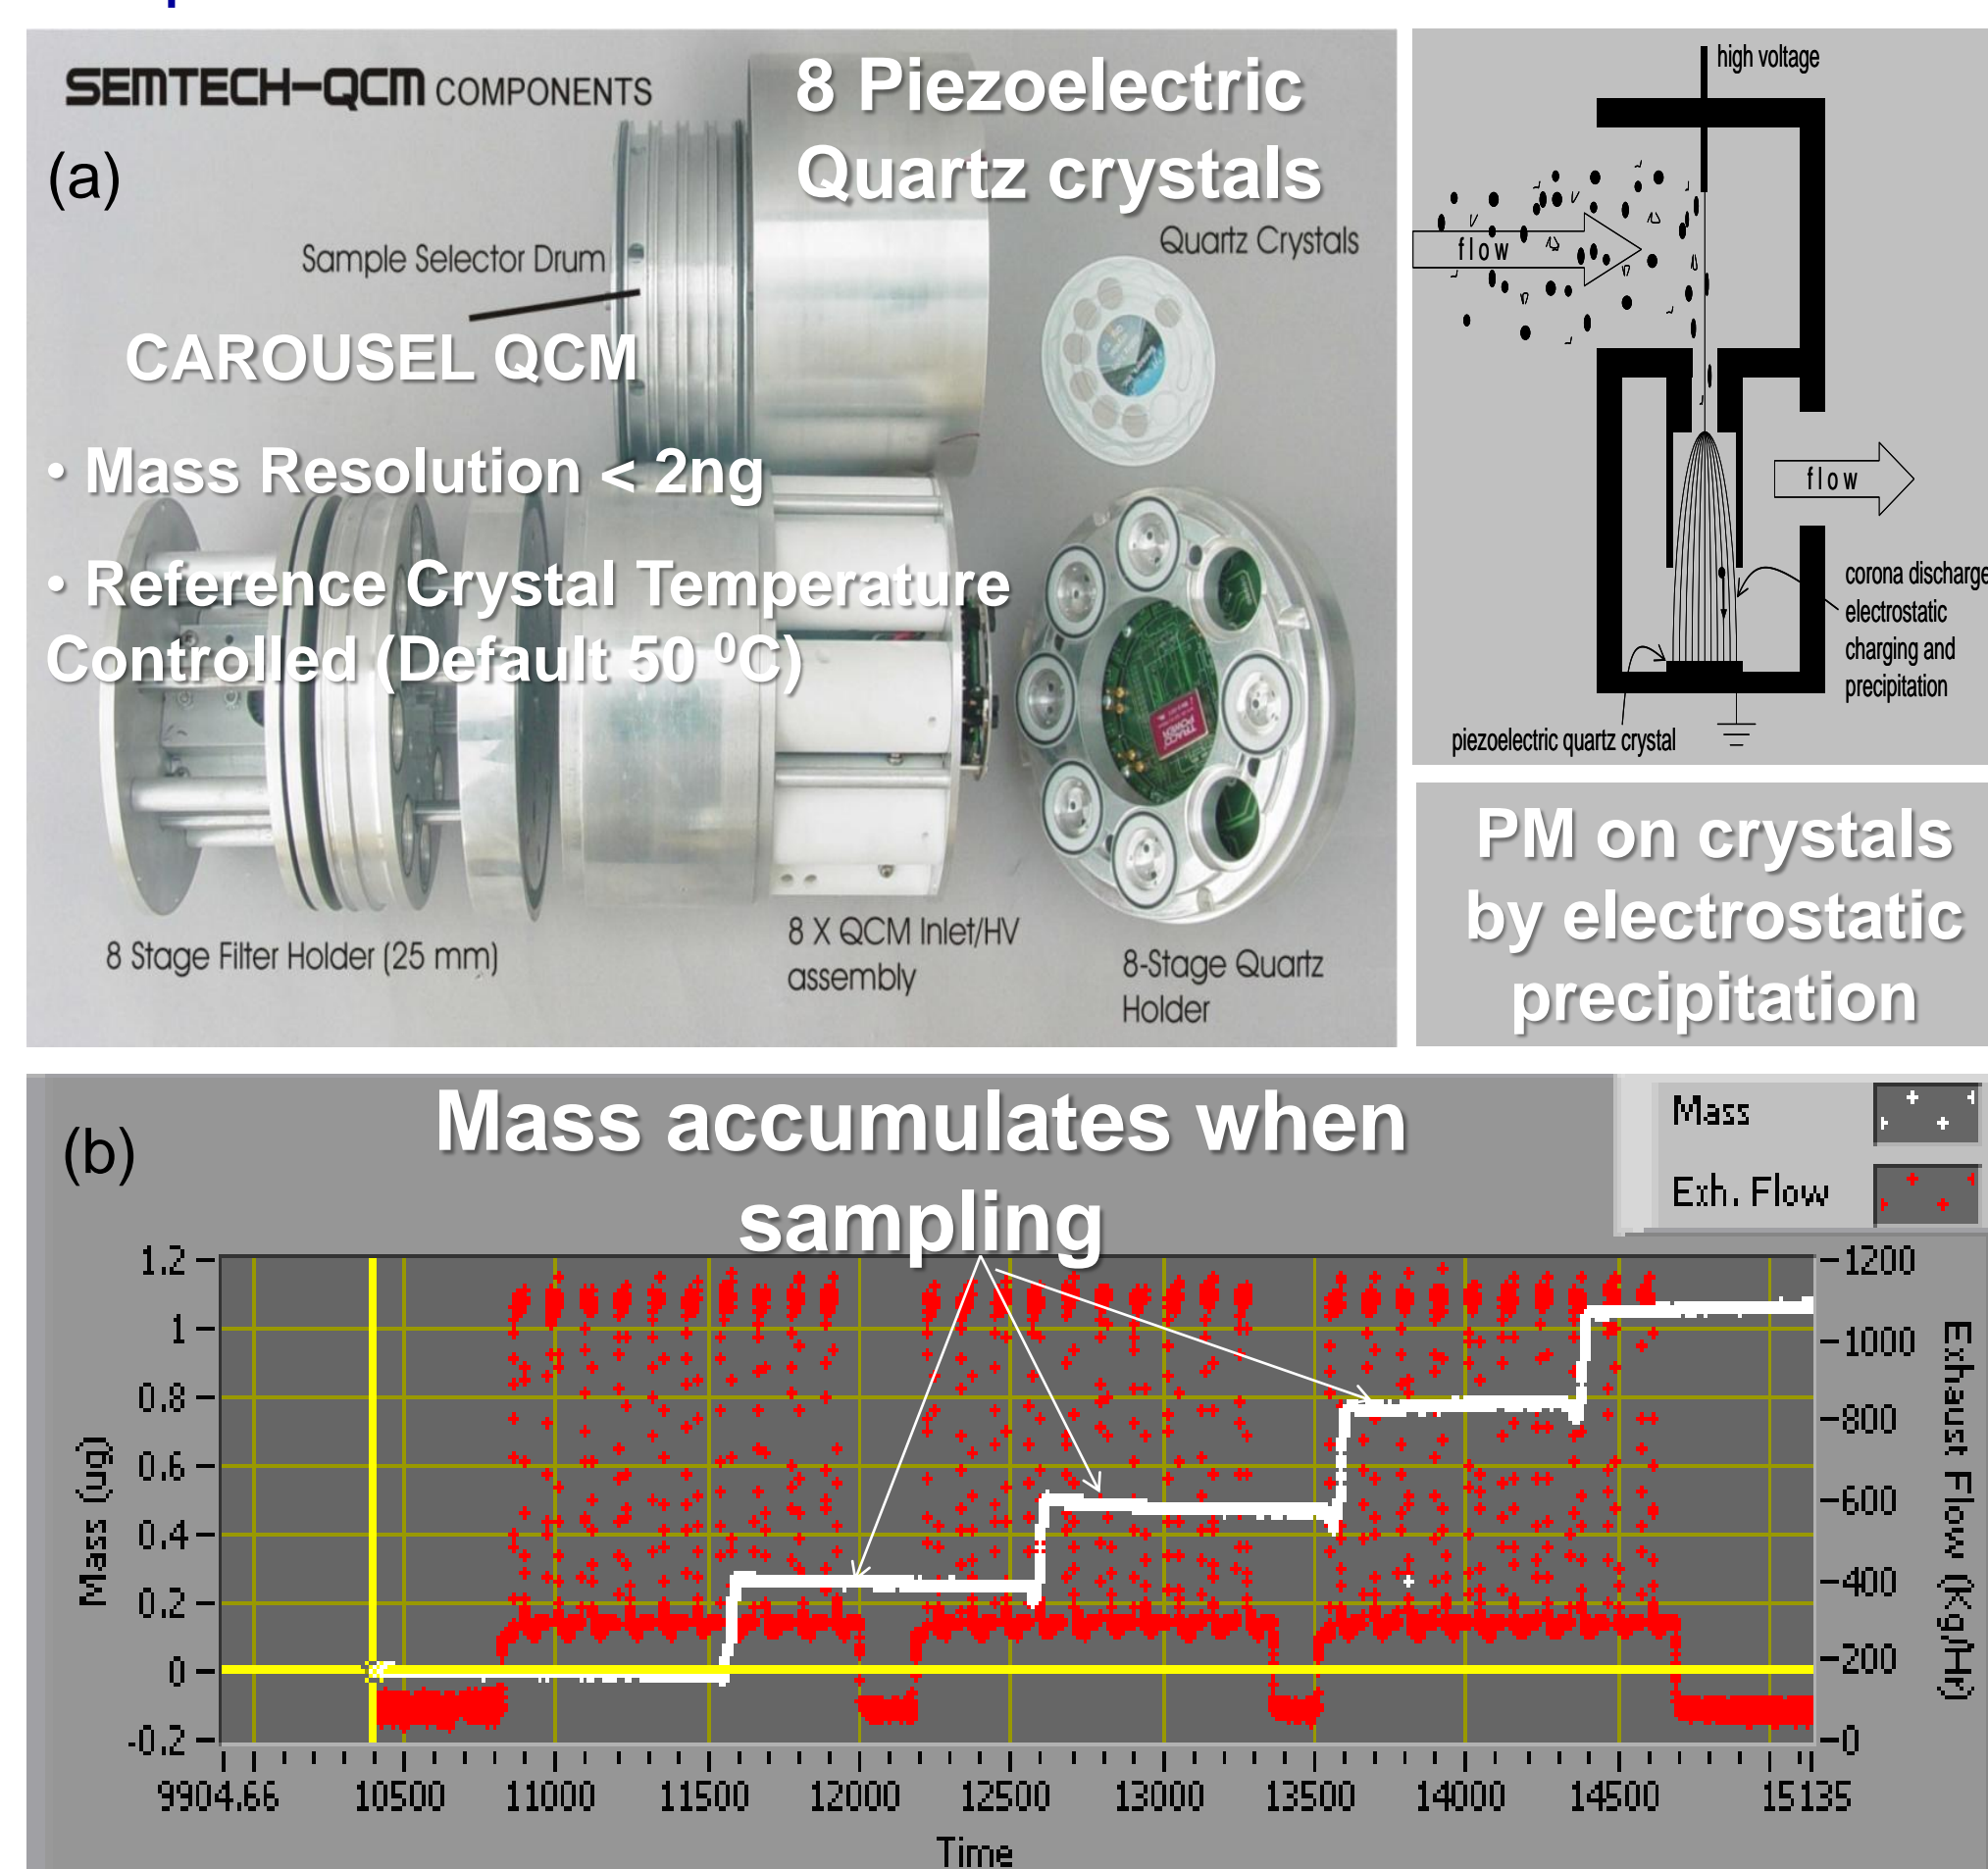 SEMTECH-QCM COMPONENTS
8 Piezoelectric
Quartz crystals
(a)
Sample Selector Drum
Quartz Crystals
CAROUSEL QCM
• Mass Resolution < 2ng
• Reference Crystal Temperature
Controlled (Default 50 ⁰C)
8 Stage Filter Holder (25 mm)
8 X QCM Inlet/HV
assembly
8-Stage Quartz
Holder
TRACO
POWER
high voltage
flow
flow
corona discharge
electrostatic
charging and
precipitation
piezoelectric quartz crystal
PM on crystals
by electrostatic
precipitation
(b)
Mass accumulates when
sampling
Mass
Exh. Flow
1.2
1
0.8
0.6
0.4
0.2
0
-0.2
Mass (ug)
1200
1000
800
600
400
200
0
Exhaust Flow (Kg/Hr)
9904.66
10500
11000
11500
12000
12500
13000
13500
14000
14500
15135
Time